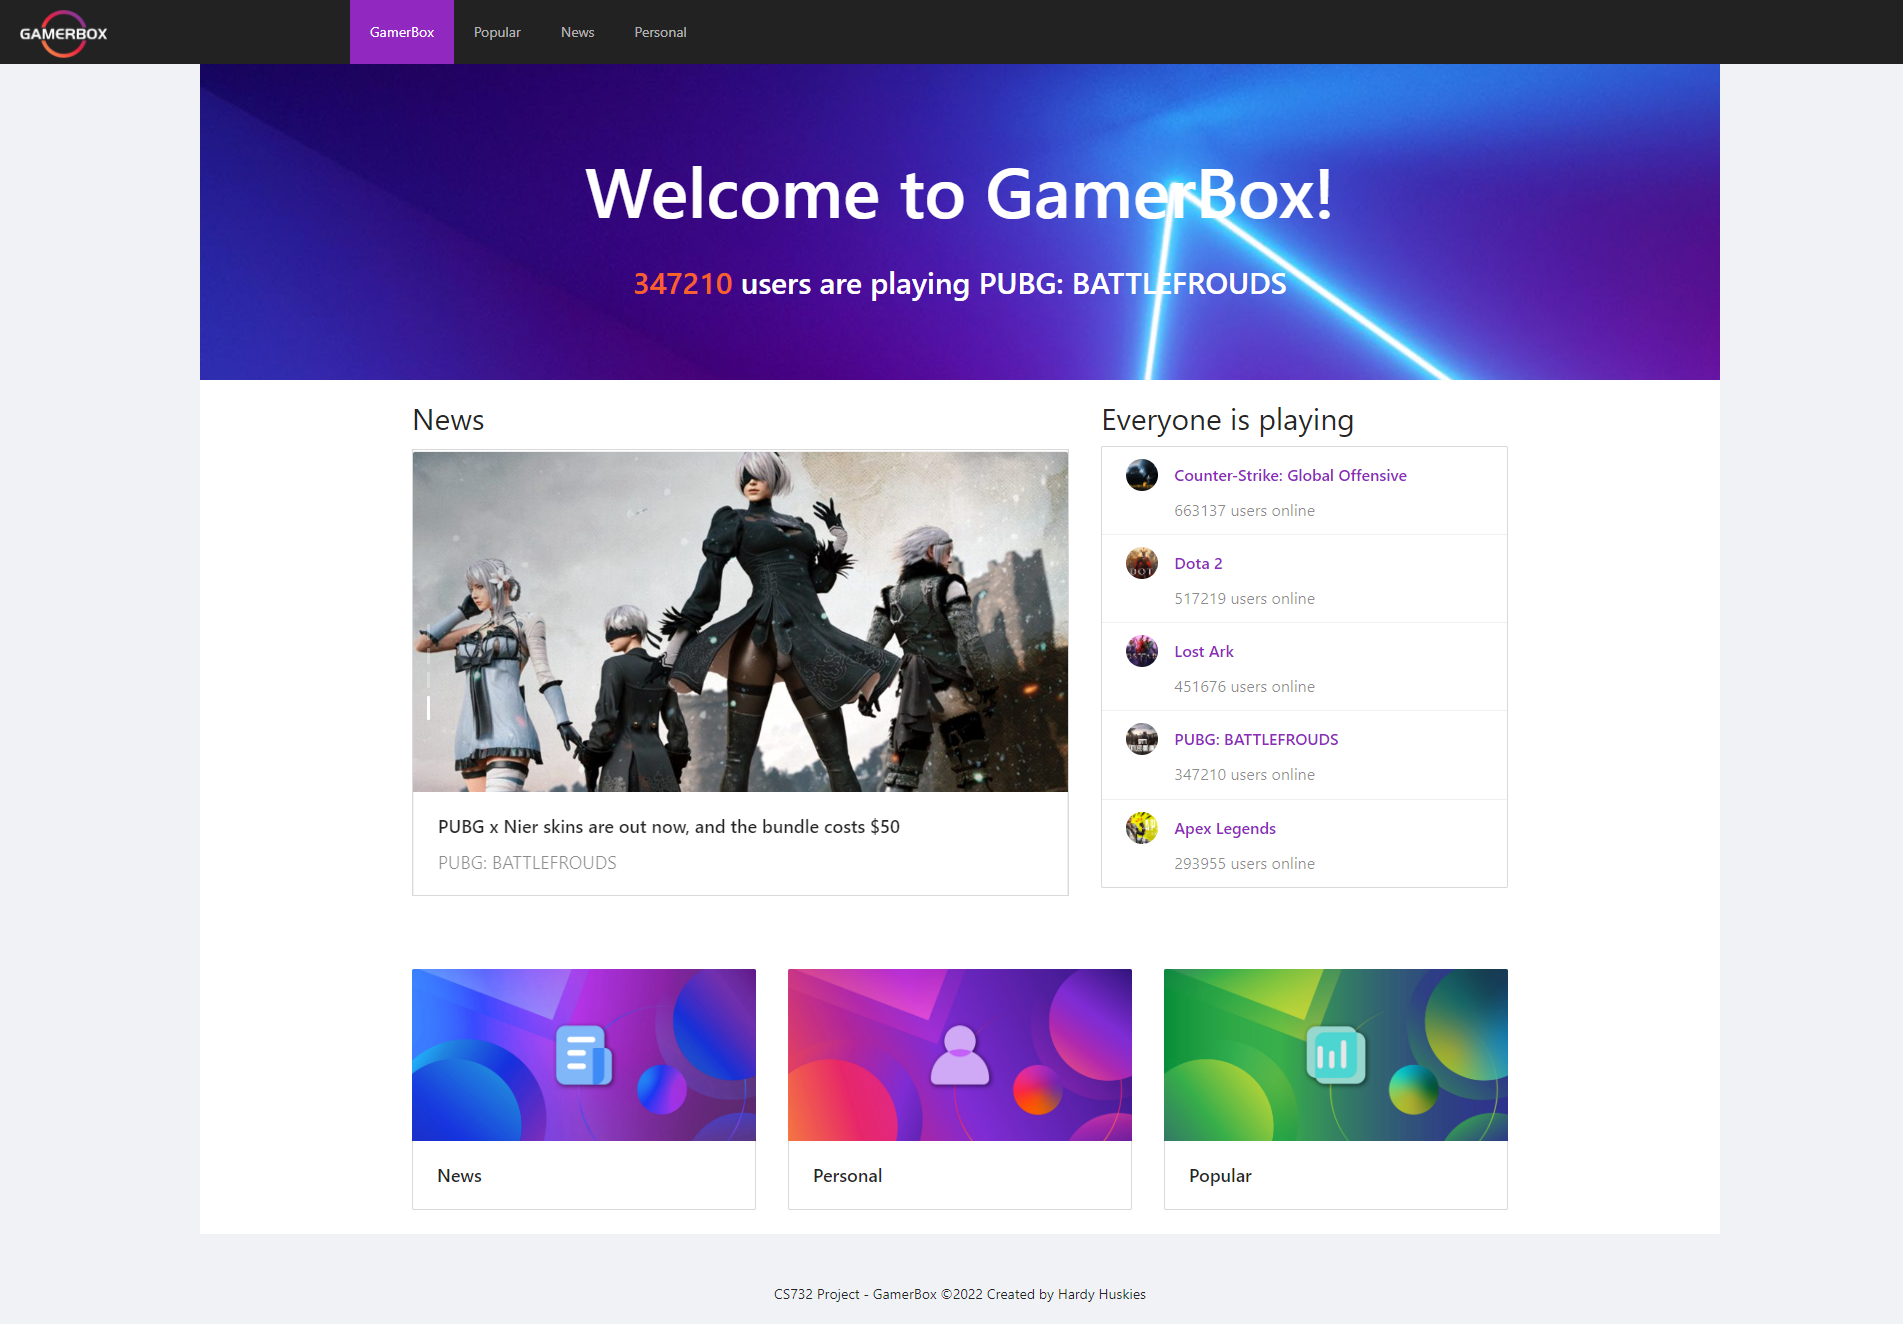 GAMERBOX
GamerBox Popular News Personal
Welcome to GamerBox!
347210 users are playing PUBG: BATTLEFROUDS
News
PUBG x Nier skins are out now, and the bundle costs $50
PUBG: BATTLEFROUDS
Everyone is playing
Counter-Strike: Global Offensive
663137 users online
Dota 2
517219 users online
Lost Ark
451676 users online
PUBG: BATTLEFROUDS
347210 users online
Apex Legends
293955 users online
News
Personal
Popular
CS732 Project - GamerBox ©2022 Created by Hardy Huskies